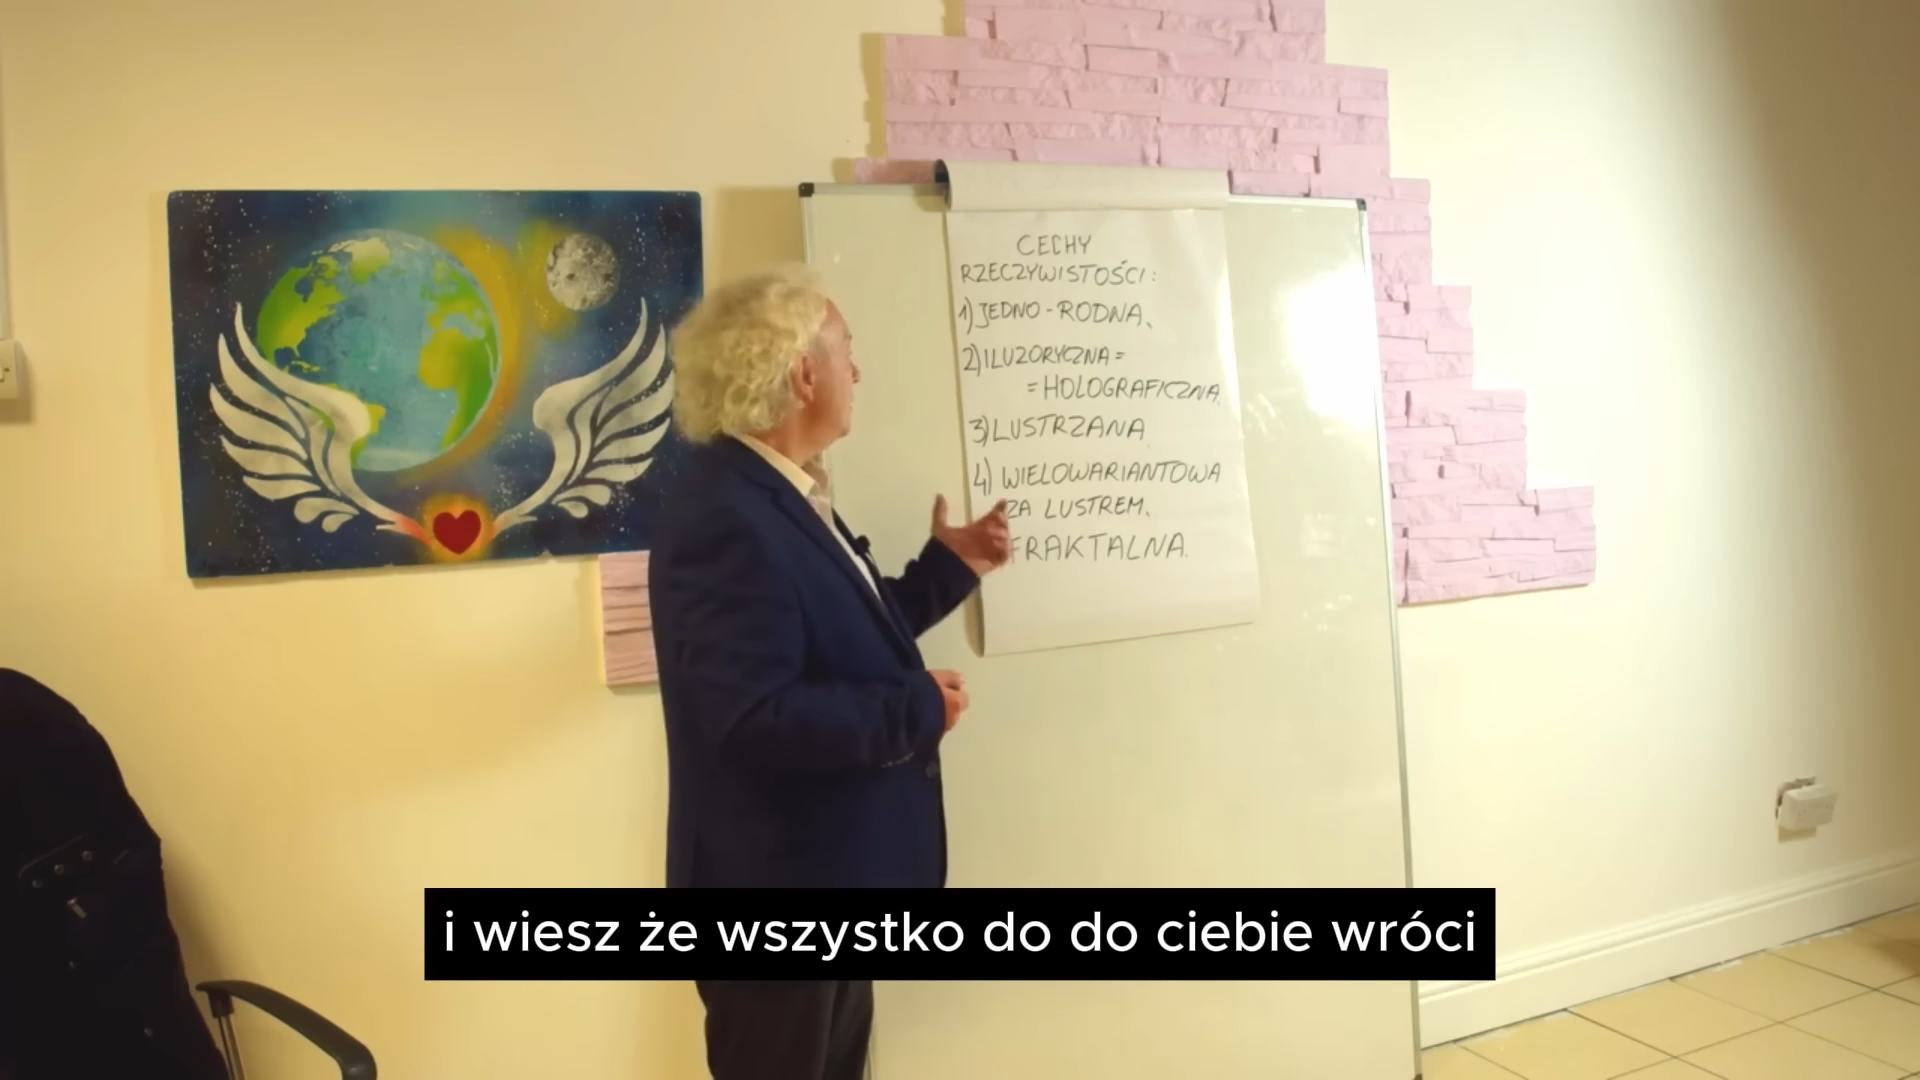 CECHY
RZECZYWISTOŚCI:
1) JEDNO-RODNA.
2) ILUZORYCZNA =
= HOLOGRAFICZNA.
3) LUSTRZANA.
4) WIELOWARIANTOWA
ZA LUSTREM.
FRAKTALNA.
i wiesz że wszystko do do ciebie wróci